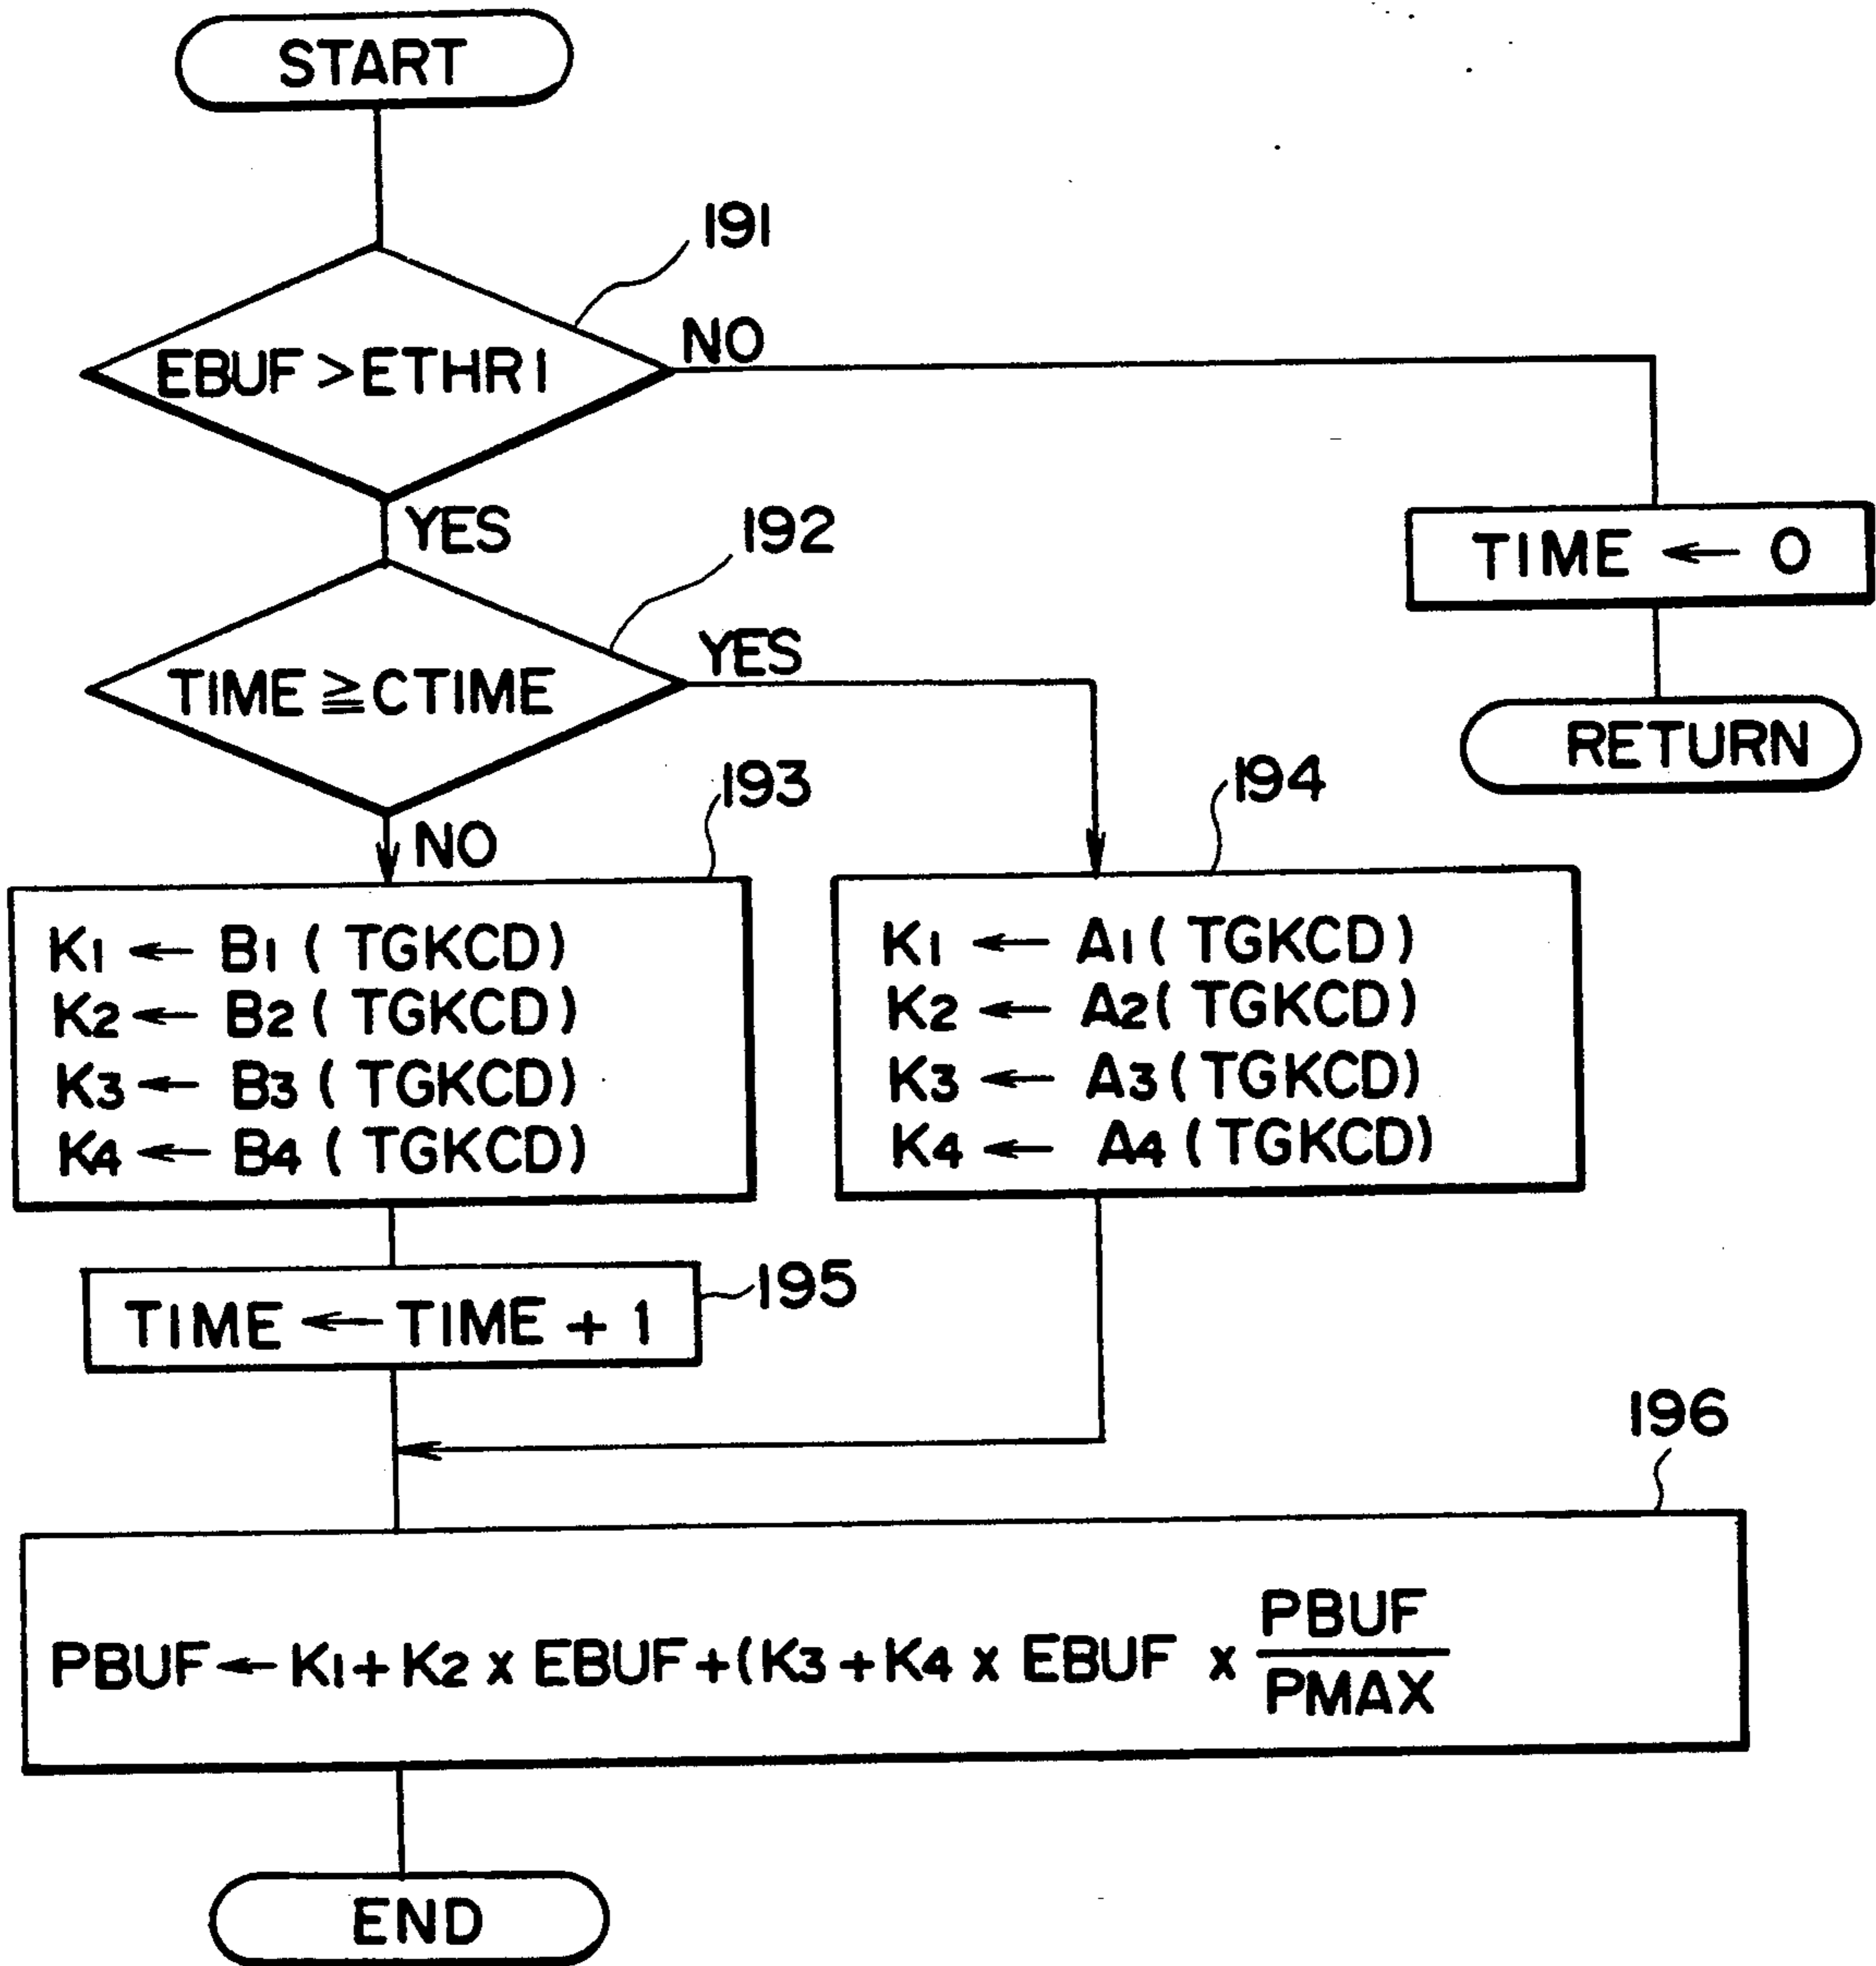 START
191
EBUF > ETHR1
NO
YES
192
TIME ← 0
TIME ≧ CTIME
YES
RETURN
193
194
NO
K1 ← B1 ( TGKCD)
K2 ← B2 ( TGKCD)
K3 ← B3 ( TGKCD)
K4 ← B4 ( TGKCD)
K1 ← A1 ( TGKCD)
K2 ← A2 ( TGKCD)
K3 ← A3 ( TGKCD)
K4 ← A4 ( TGKCD)
195
TIME ← TIME + 1
196
PBUF ← K1 + K2 x EBUF + (K3 + K4 x EBUF x PBUF / PMAX
END